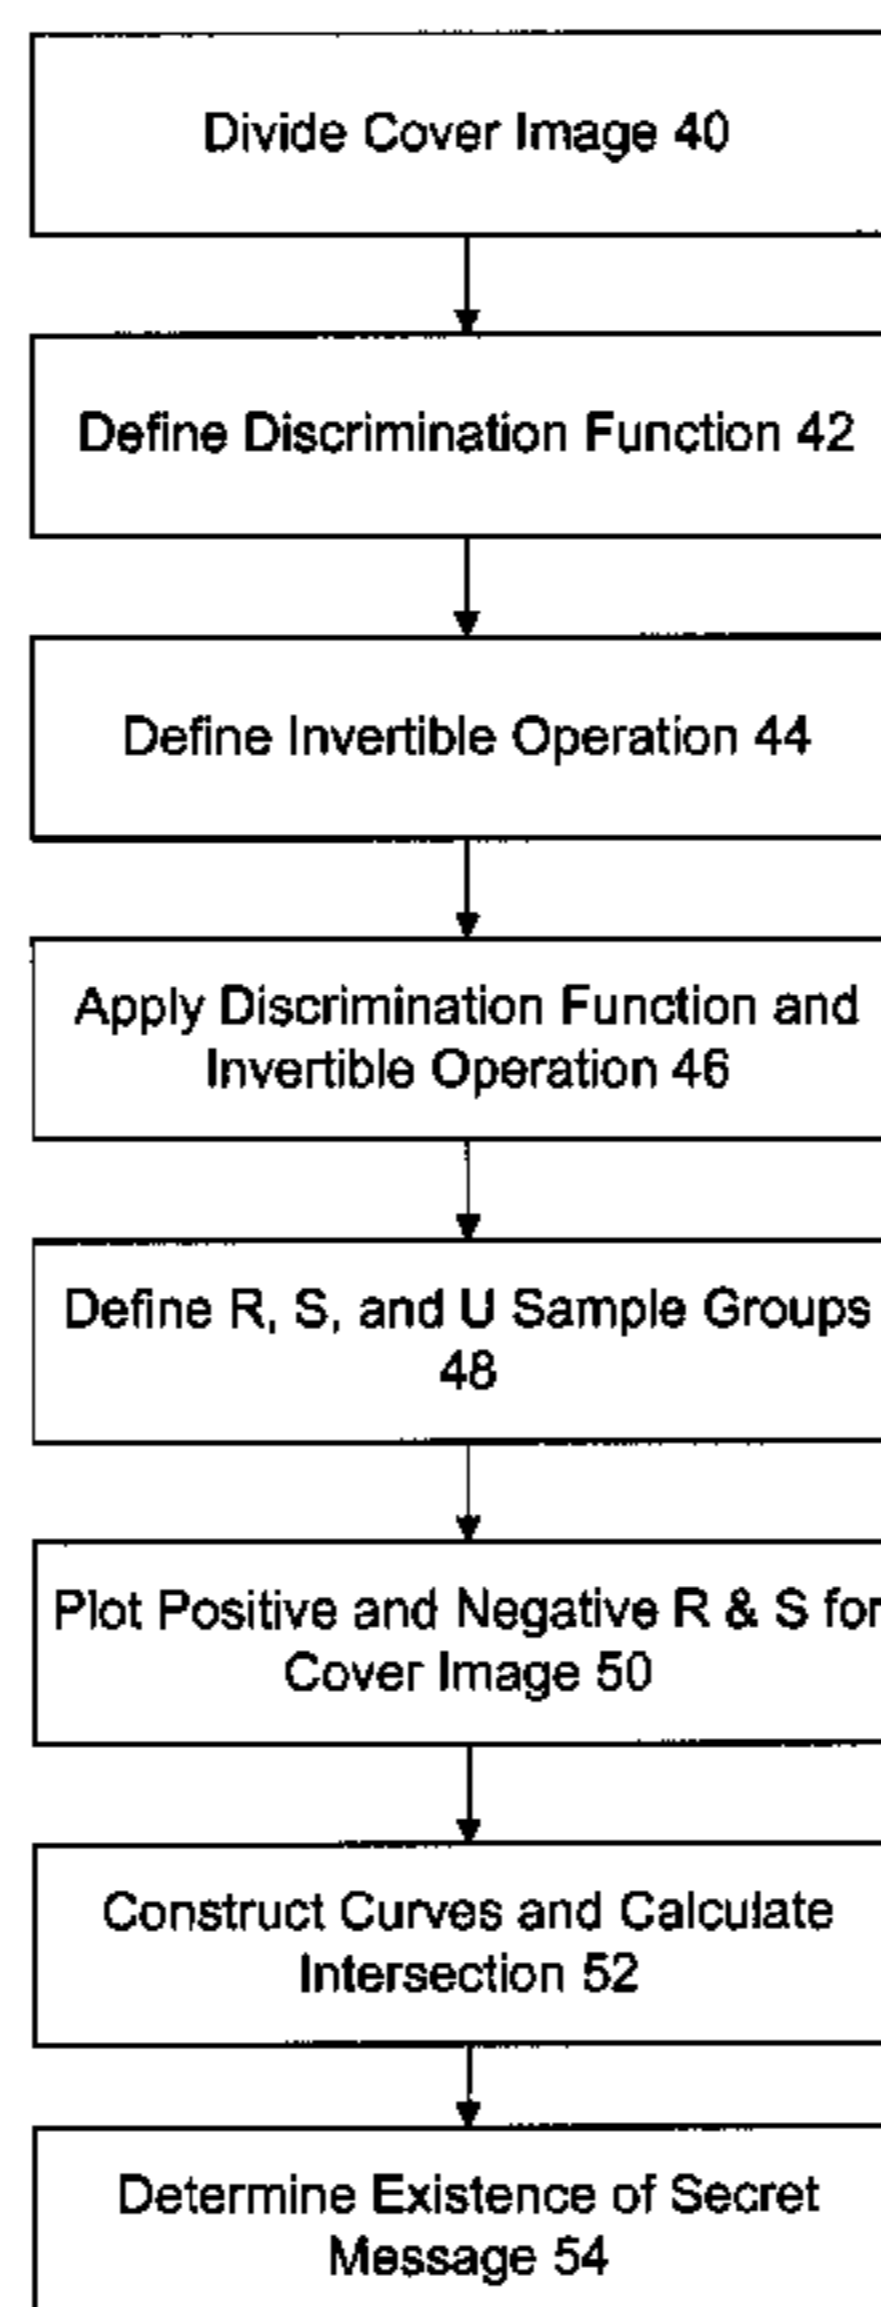 Divide Cover Image 40
Define Discrimination Function 42
Define Invertible Operation 44
Apply Discrimination Function and
Invertible Operation 46
Define R, S, and U Sample Groups
48
Plot Positive and Negative R & S for
Cover Image 50
Construct Curves and Calculate
Intersection 52
Determine Existence of Secret
Message 54